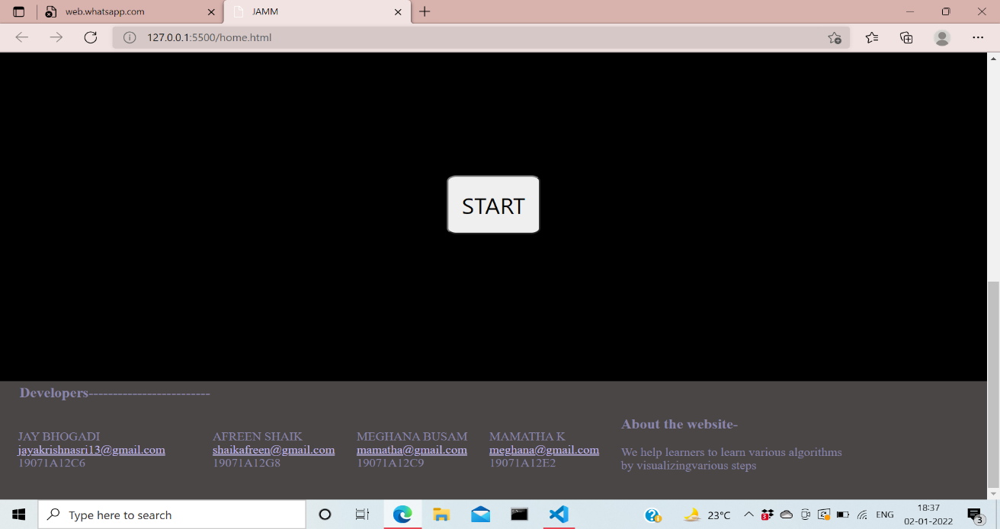 web.whatsapp.com
JAMM
127.0.0.1:5500/home.html
START
Developers-------------------------
JAY BHOGADI
jayakrishnasri13@gmail.com
19071A12C6
AFREEN SHAIK
shaikafreen@gmail.com
19071A12G8
MEGHANA BUSAM
mamatha@gmail.com
19071A12C9
MAMATHA K
meghana@gmail.com
19071A12E2
About the website-
We help learners to learn various algorithms
by visualizingvarious steps
Type here to search
3
23°C
ENG
18:37
02-01-2022
3